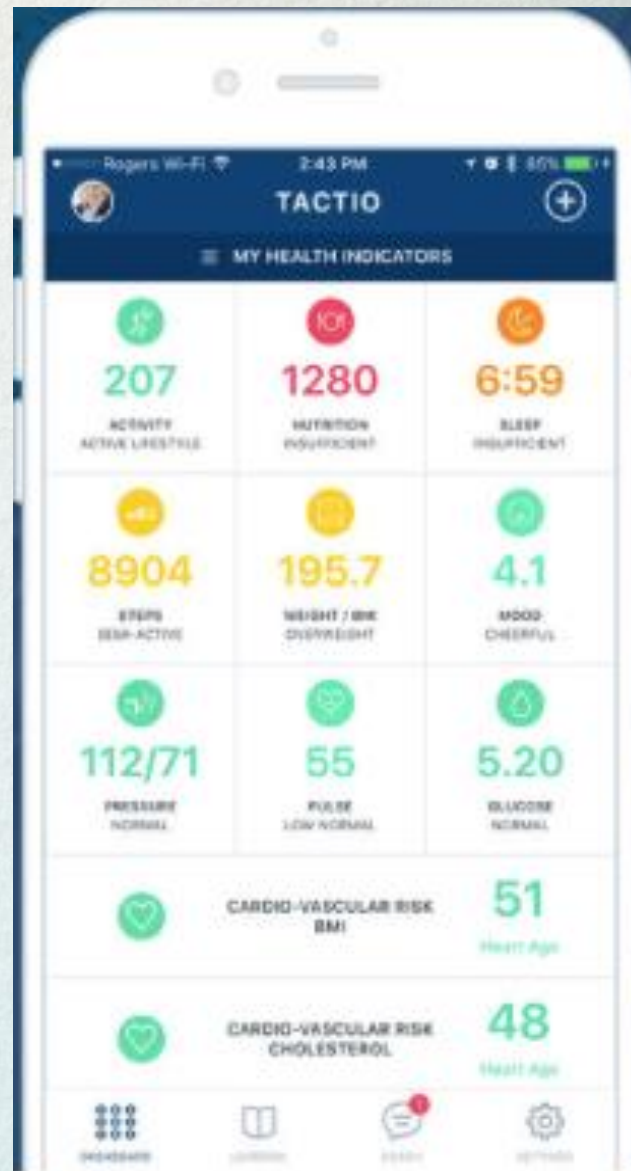 Rogers Wi-Fi 2:43 PM 86%
TACTIO
MY HEALTH INDICATORS
207 1280 6:59
ACTIVITY NUTRITION SLEEP
ACTIVE LIFESTYLE INSUFFICIENT INSUFFICIENT
8904 195.7 4.1
STEPS WEIGHT / BMI MOOD
SEMI-ACTIVE OVERWEIGHT CHEERFUL
112/71 55 5.20
PRESSURE PULSE GLUCOSE
NORMAL LOW NORMAL NORMAL
CARDIO-VASCULAR RISK
BMI
51
Heart Age
CARDIO-VASCULAR RISK
CHOLESTEROL
48
Heart Age
DASHBOARD SETTINGS